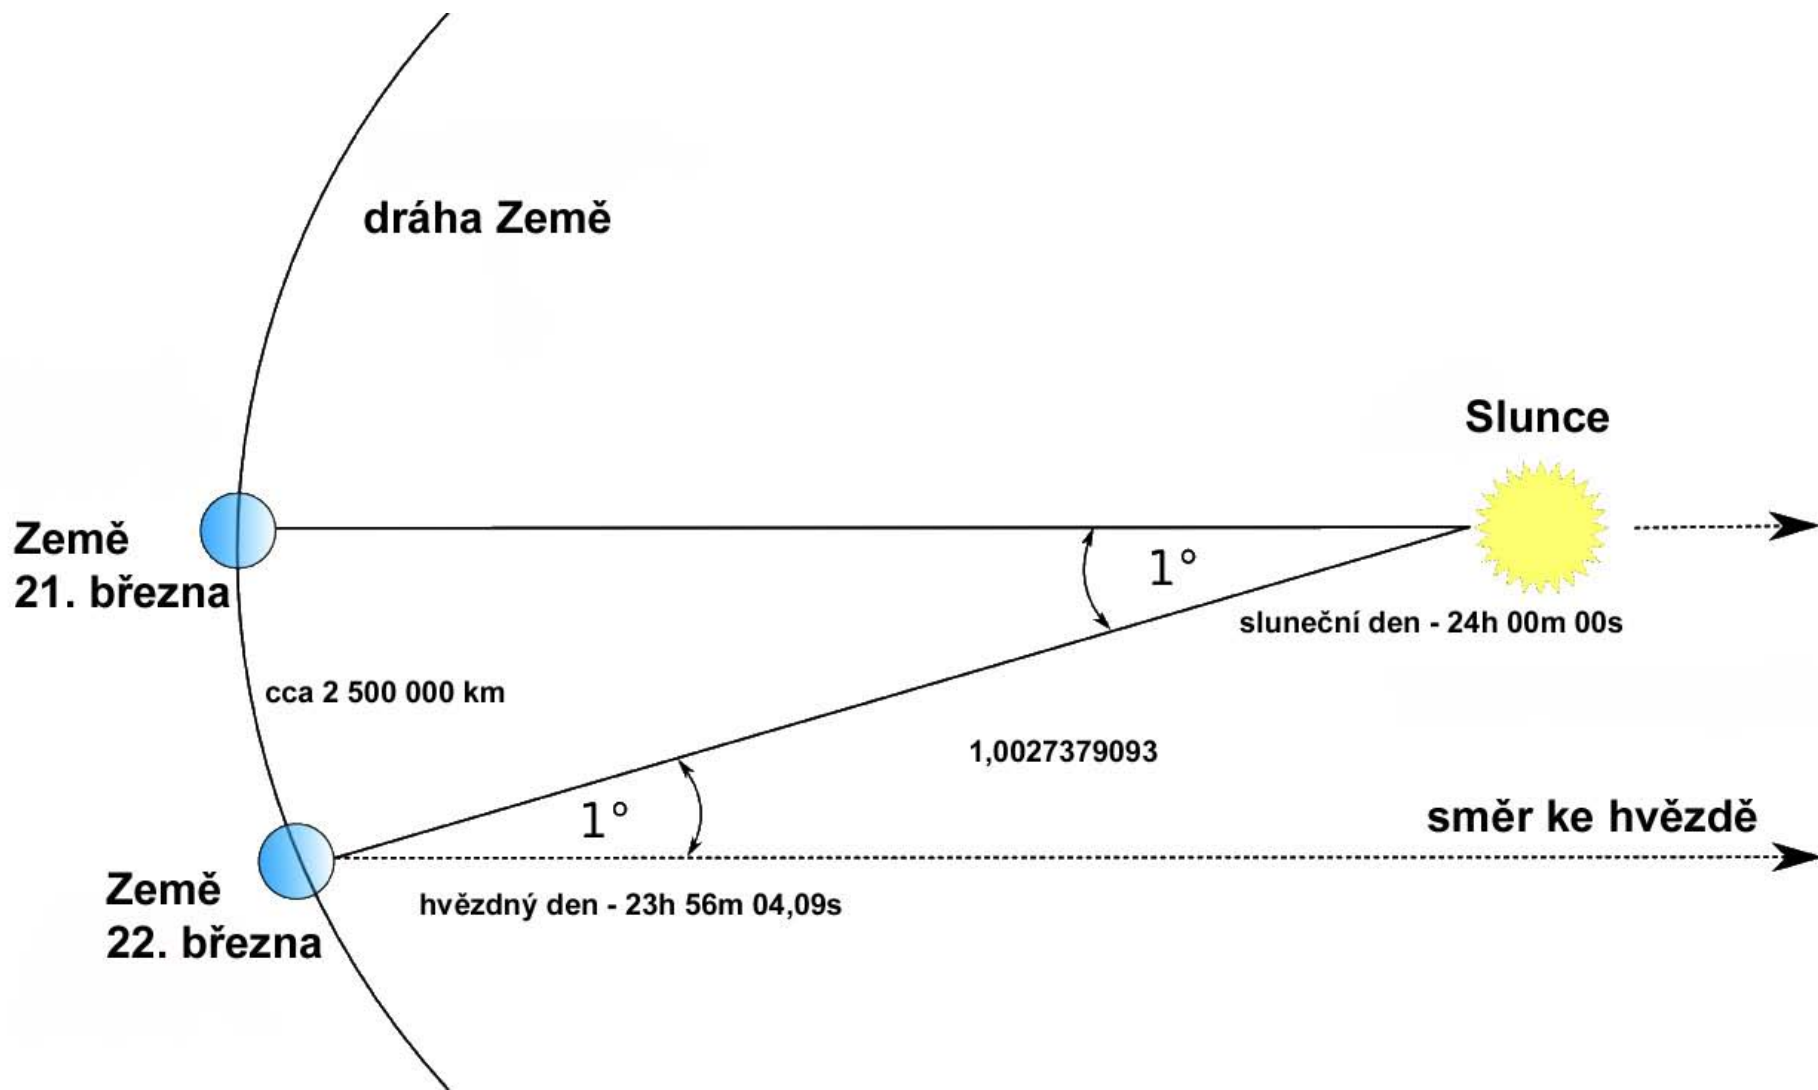 dráha Země
Slunce
Země
21. března
1°
sluneční den - 24h 00m 00s
cca 2 500 000 km
1,0027379093
1°
směr ke hvězdě
Země
22. března
hvězdný den - 23h 56m 04,09s